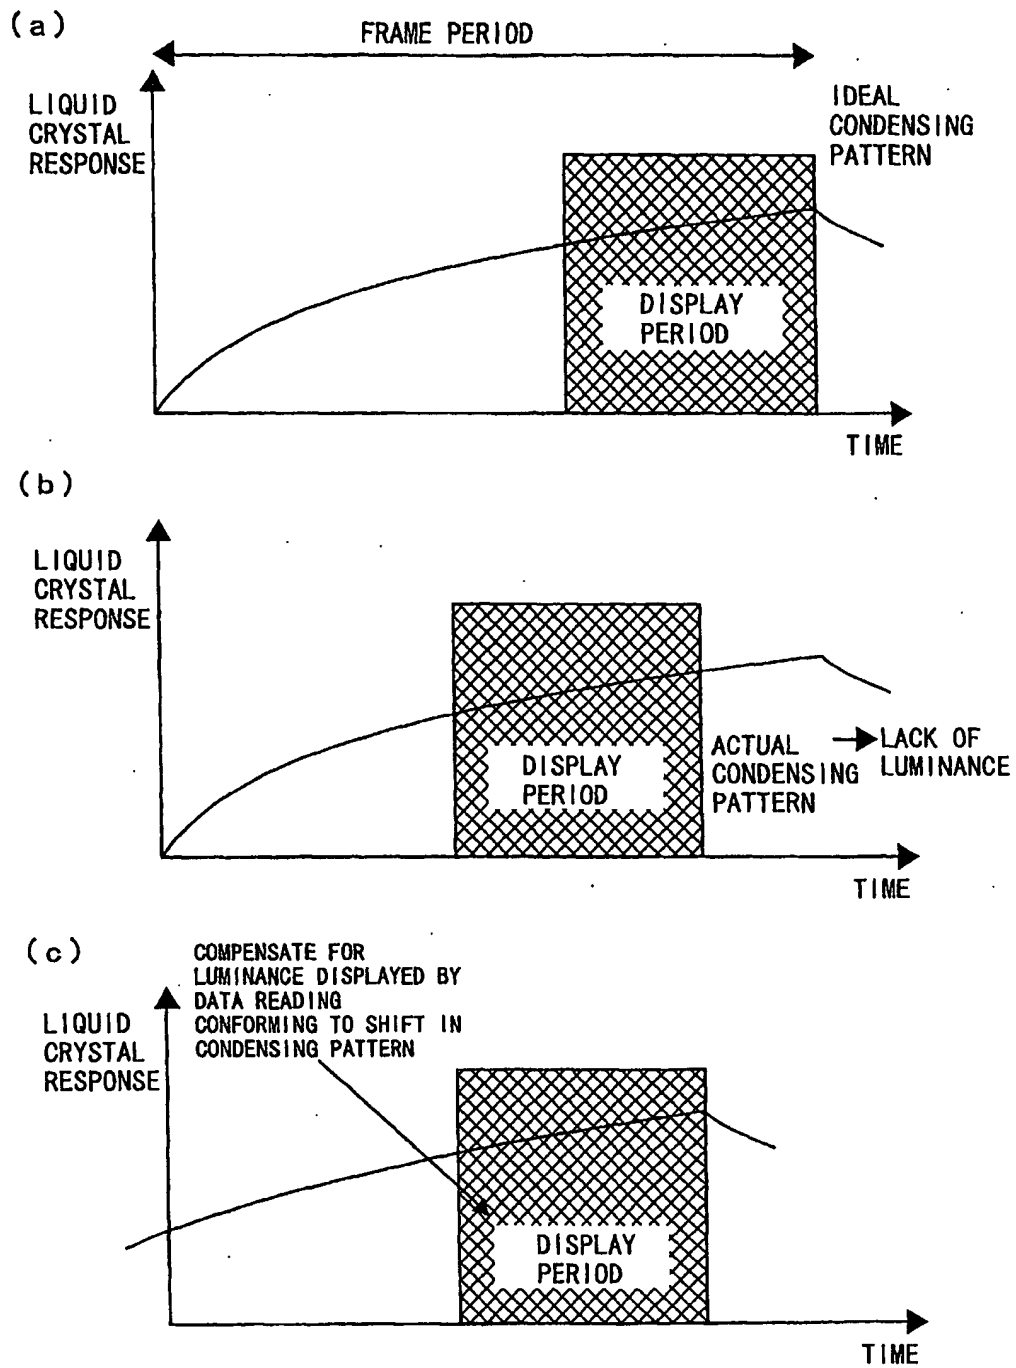 (a)
FRAME PERIOD
LIQUID
CRYSTAL
RESPONSE
IDEAL
CONDENSING
PATTERN
DISPLAY
PERIOD
TIME
(b)
LIQUID
CRYSTAL
RESPONSE
DISPLAY
PERIOD
ACTUAL
CONDENSING
PATTERN
LACK OF
LUMINANCE
TIME
(c)
COMPENSATE FOR
LUMINANCE DISPLAYED BY
DATA READING
CONFORMING TO SHIFT IN
CONDENSING PATTERN
LIQUID
CRYSTAL
RESPONSE
DISPLAY
PERIOD
TIME